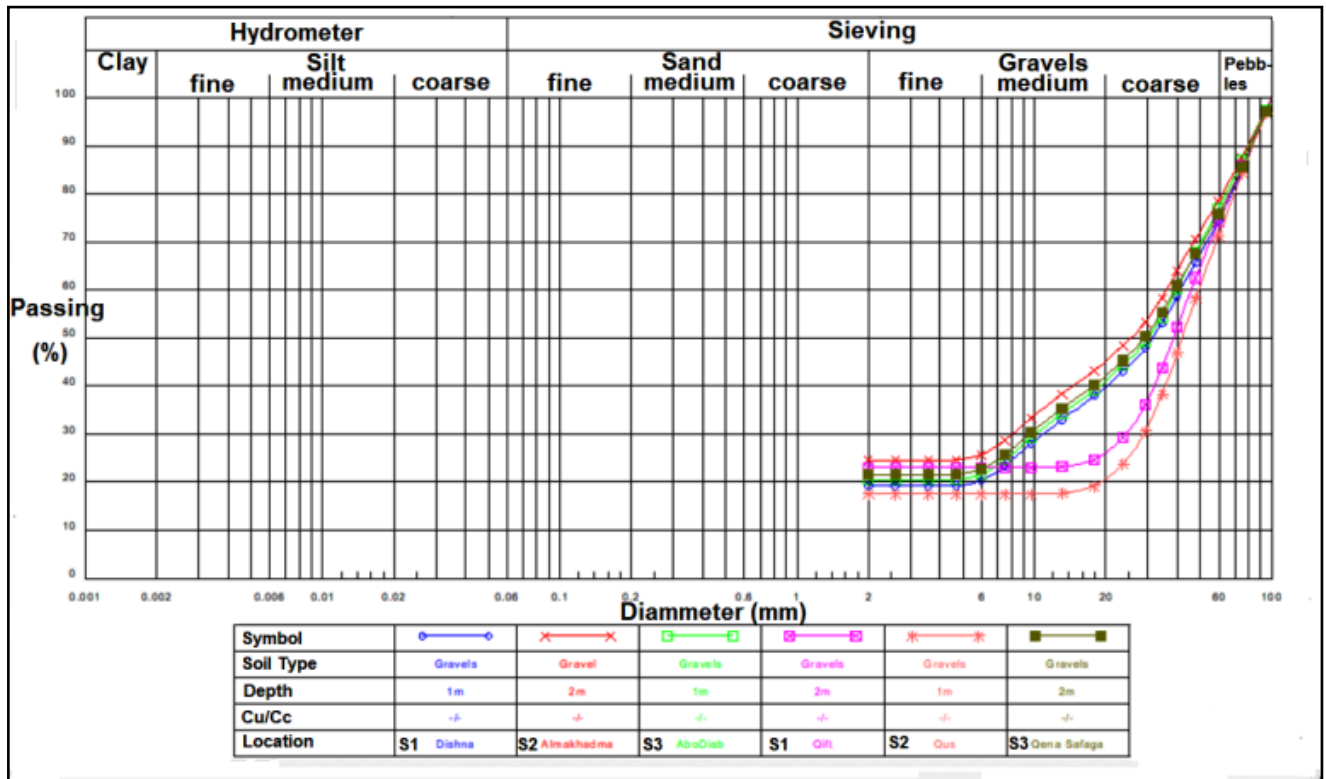 Hydrometer Sieving
Clay Silt Sand Gravels Pebb-
les
fine medium coarse fine medium coarse fine medium coarse
100
90
80
70
60
Passing
50
(%)
40
30
20
10
0
0.001 0.002 0.006 0.01 0.02 0.06 0.1 0.2 0.6 1 2 6 10 20 60 100
Diammeter (mm)
Symbol
Soil Type Gravels Gravel Gravels Gravels Gravels Gravels
Depth 1m 2m 1m 2m 1m 2m
Cu/Cc -/- -/- -/- -/- -/- -/-
Location S1 Dishna S2 Almakhadma S3 AboDiab S1 Qift S2 Qus S3 Qena Safaga